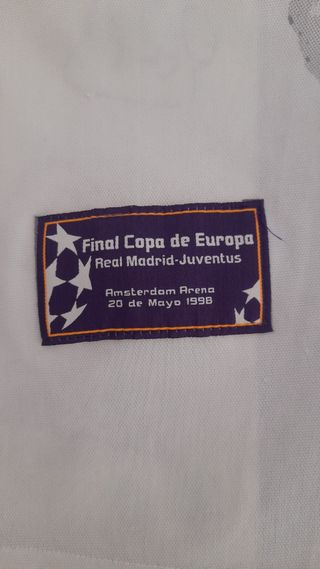 Final Copa de Europa
Real Madrid-Juventus
Amsterdam Arena
20 de Mayo 1998